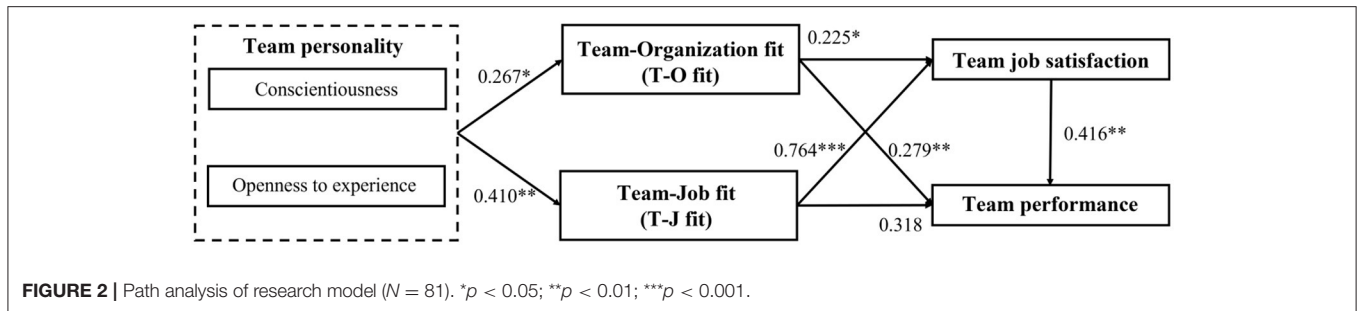 Team personality
Conscientiousness
Openness to experience
0.267*
0.410**
Team-Organization fit
(T-O fit)
Team-Job fit
(T-J fit)
0.225*
0.764***
0.279**
0.318
Team job satisfaction
0.416**
Team performance
FIGURE 2 | Path analysis of research model (N = 81). *p < 0.05; **p < 0.01; ***p < 0.001.